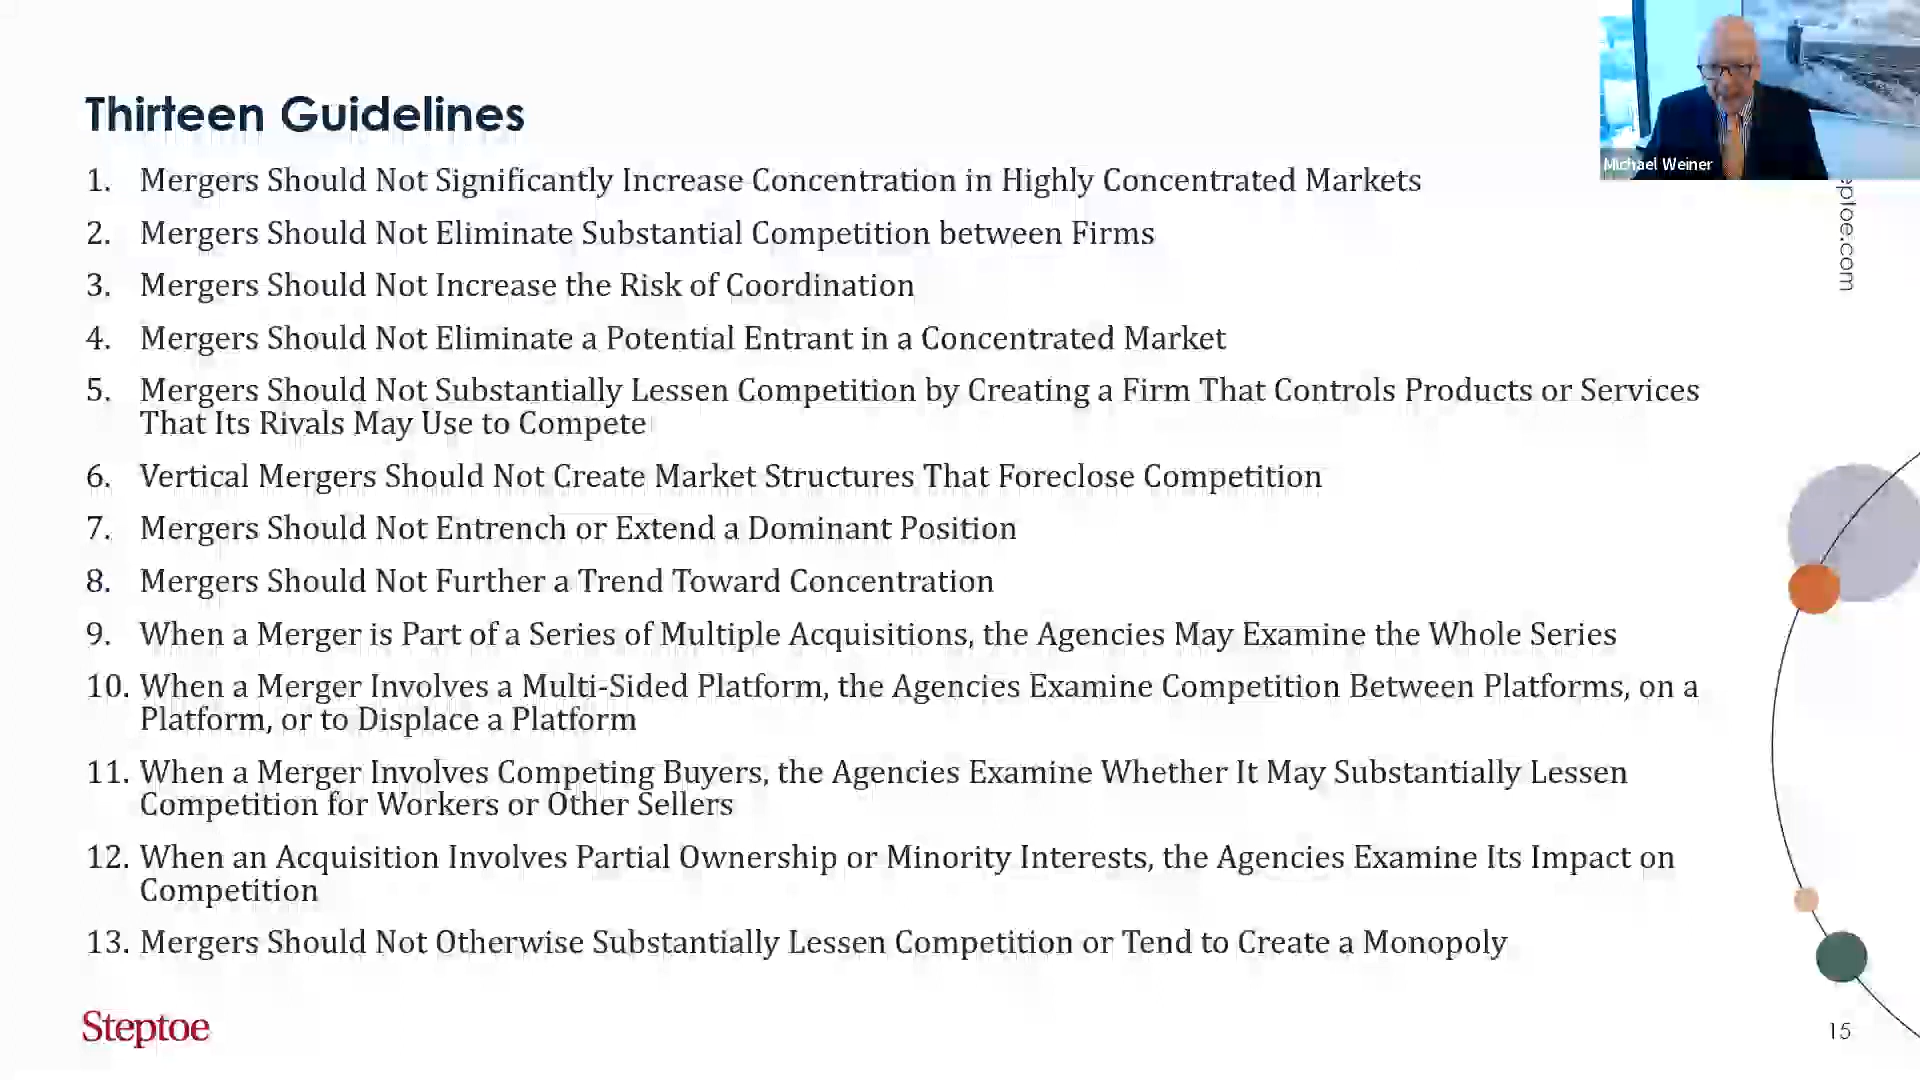 Thirteen Guidelines
1. Mergers Should Not Significantly Increase Concentration in Highly Concentrated Markets
2. Mergers Should Not Eliminate Substantial Competition between Firms
3. Mergers Should Not Increase the Risk of Coordination
4. Mergers Should Not Eliminate a Potential Entrant in a Concentrated Market
5. Mergers Should Not Substantially Lessen Competition by Creating a Firm That Controls Products or Services
That Its Rivals May Use to Compete
6. Vertical Mergers Should Not Create Market Structures That Foreclose Competition
7. Mergers Should Not Entrench or Extend a Dominant Position
8. Mergers Should Not Further a Trend Toward Concentration
9. When a Merger is Part of a Series of Multiple Acquisitions, the Agencies May Examine the Whole Series
10. When a Merger Involves a Multi-Sided Platform, the Agencies Examine Competition Between Platforms, on a
Platform, or to Displace a Platform
11. When a Merger Involves Competing Buyers, the Agencies Examine Whether It May Substantially Lessen
Competition for Workers or Other Sellers
12. When an Acquisition Involves Partial Ownership or Minority Interests, the Agencies Examine Its Impact on
Competition
13. Mergers Should Not Otherwise Substantially Lessen Competition or Tend to Create a Monopoly
Steptoe
15
Michael Weiner
eptoe.com